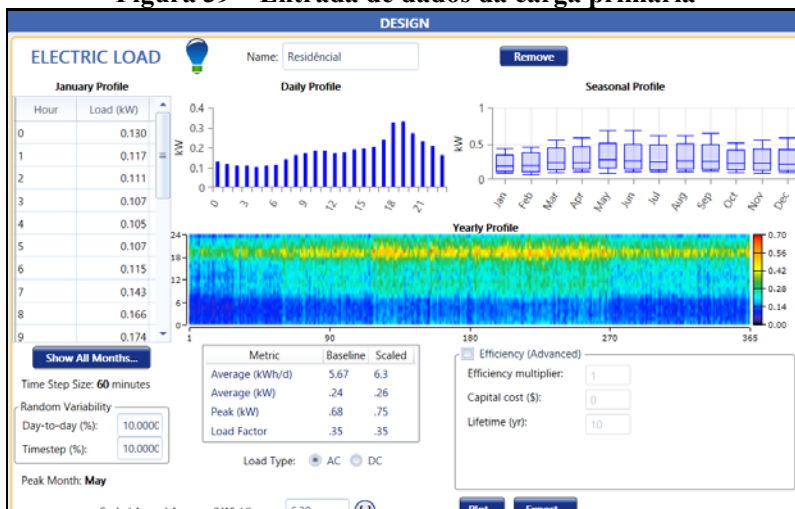 Figura 39 – Entrada de dados da carga primária
DESIGN
ELECTRIC LOAD
Name: Residêncial
Remove
January Profile
Hour Load (kW)
0 0.130
1 0.117
2 0.111
3 0.107
4 0.105
5 0.107
6 0.115
7 0.143
8 0.166
9 0.174
Show All Months...
Time Step Size: 60 minutes
Random Variability
Day-to-day (%): 10.000
Timestep (%): 10.000
Peak Month: May
Daily Profile
kW
0.4
0.3
0.2
0.1
0
0 3 6 9 12 15 18 21
Seasonal Profile
kW
1
0.5
0
Jan Feb Mar Apr May Jun Jul Aug Sep Oct Nov Dec
Yearly Profile
24
18
12
6
0
1 90 180 270 365
0.70
0.56
0.42
0.28
0.14
0.00
Metric Baseline Scaled
Average (kWh/d) 5.67 6.3
Average (kW) .24 .26
Peak (kW) .68 .75
Load Factor .35 .35
Load Type: AC DC
Efficiency (Advanced)
Efficiency multiplier: 1
Capital cost ($): 0
Lifetime (yr): 10